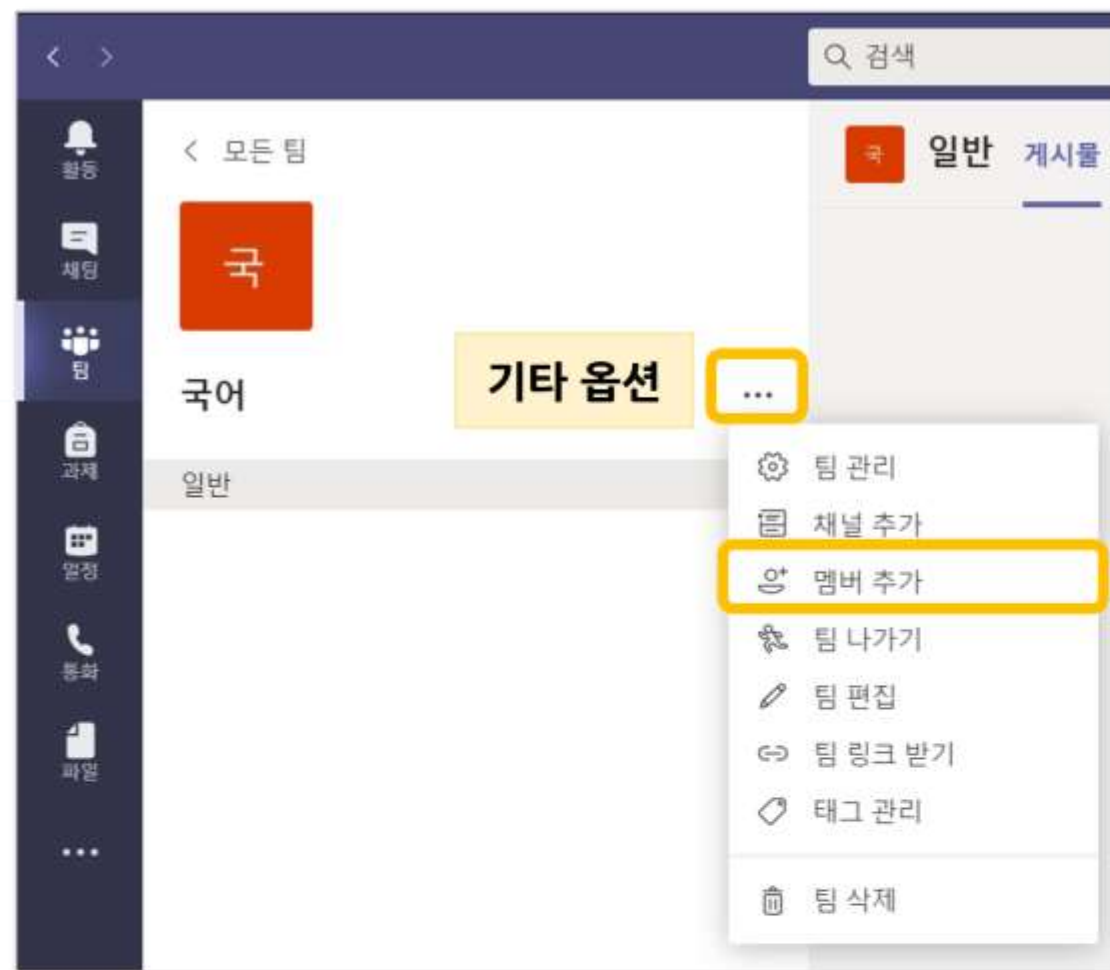 검색
활동
채팅
팀
과제
일정
통화
파일
모든 팀
국
국어
기타 옵션
...
일반
국
일반 게시물
팀 관리
채널 추가
멤버 추가
팀 나가기
팀 편집
팀 링크 받기
태그 관리
팀 삭제